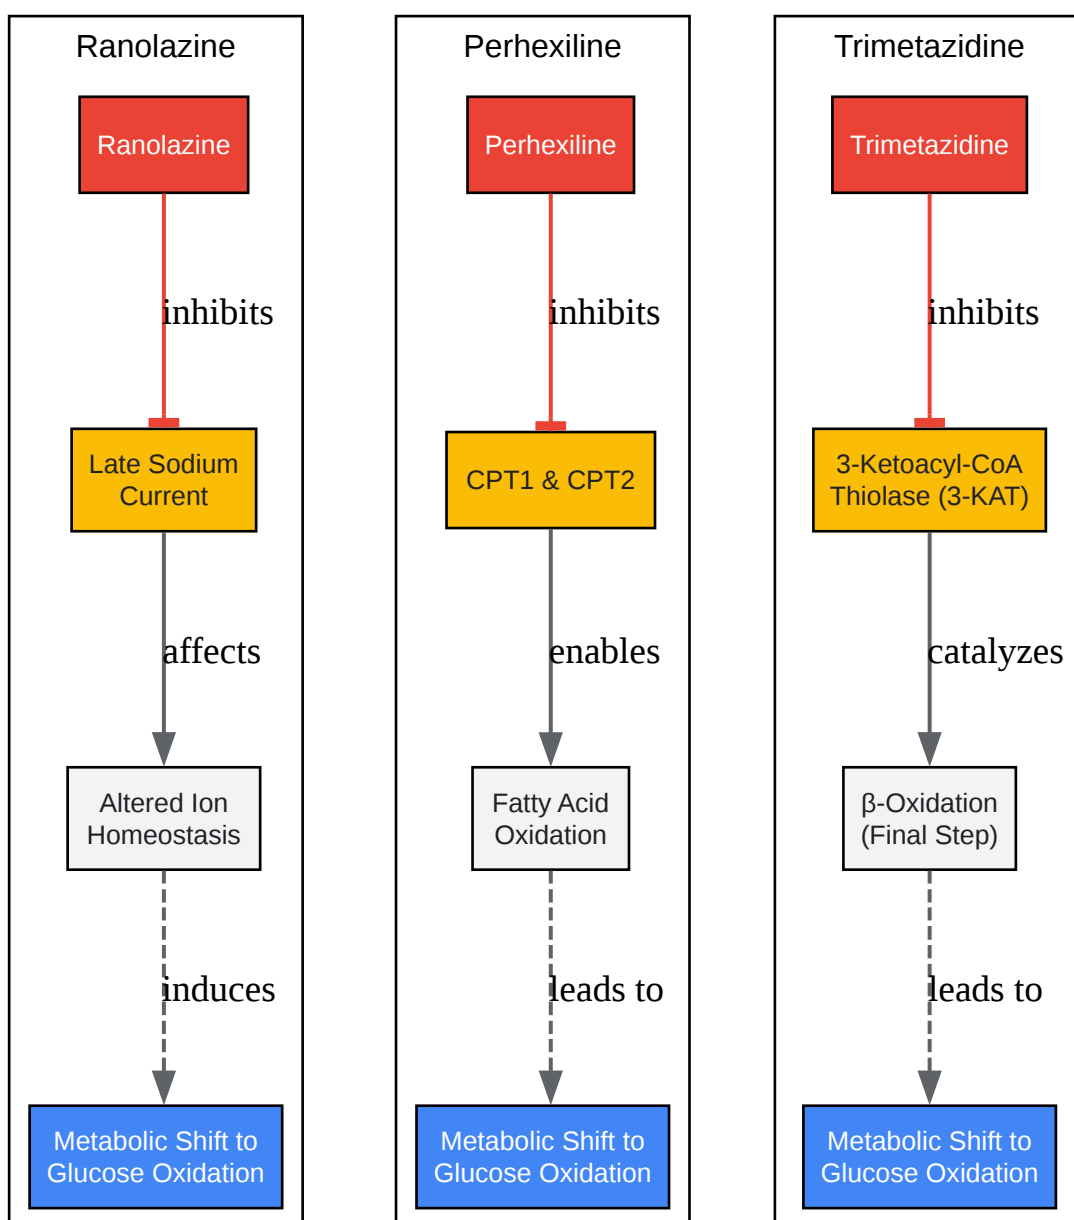 Ranolazine
Ranolazine
inhibits
Late Sodium
Current
affects
Altered Ion
Homeostasis
induces
Metabolic Shift to
Glucose Oxidation
Perhexiline
Perhexiline
inhibits
CPT1 & CPT2
enables
Fatty Acid
Oxidation
leads to
Metabolic Shift to
Glucose Oxidation
Trimetazidine
Trimetazidine
inhibits
3-Ketoacyl-CoA
Thiolase (3-KAT)
catalyzes
β-Oxidation
(Final Step)
leads to
Metabolic Shift to
Glucose Oxidation